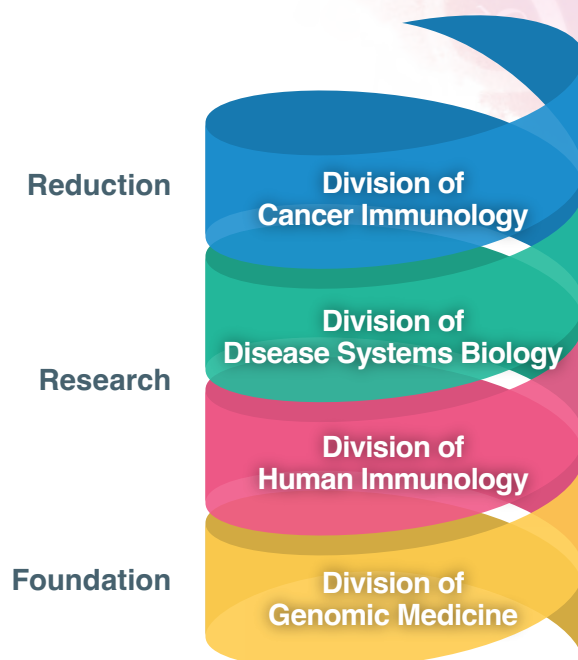 Reduction
Division of
Cancer Immunology
Division of
Disease Systems Biology
Research
Division of
Human Immunology
Foundation
Division of
Genomic Medicine